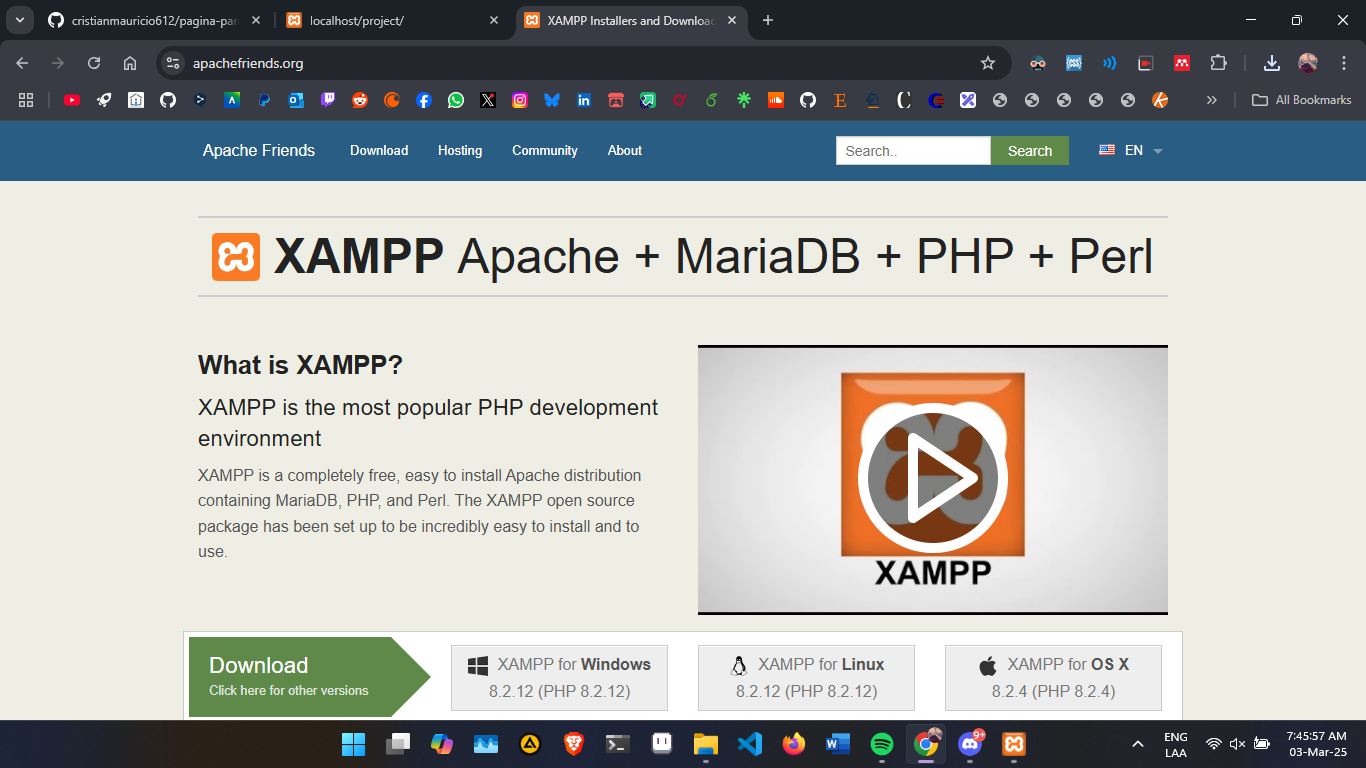 cristianmauricio612/pagina-par
localhost/project/
XAMPP Installers and Downloads
apachefriends.org
All Bookmarks
Apache Friends
Download
Hosting
Community
About
Search..
Search
EN
XAMPP Apache + MariaDB + PHP + Perl
What is XAMPP?
XAMPP is the most popular PHP development
environment
XAMPP is a completely free, easy to install Apache distribution
containing MariaDB, PHP, and Perl. The XAMPP open source
package has been set up to be incredibly easy to install and to
use.
XAMPP
Download
Click here for other versions
XAMPP for Windows
8.2.12 (PHP 8.2.12)
XAMPP for Linux
8.2.12 (PHP 8.2.12)
XAMPP for OS X
8.2.4 (PHP 8.2.4)
9+
ENG
LAA
7:45:57 AM
03-Mar-25